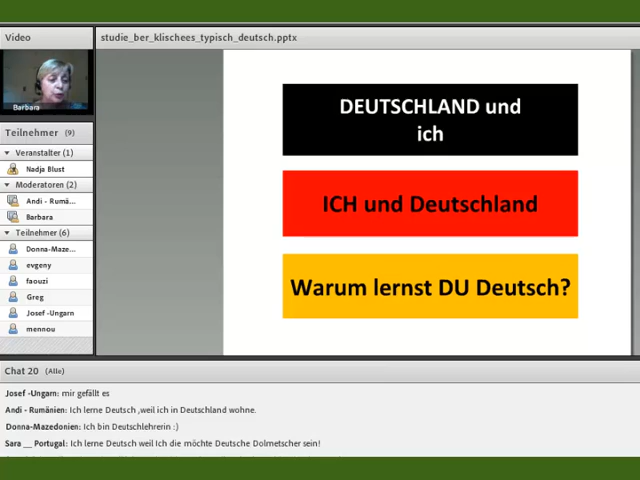 Video
studie_ber_klischees_typisch_deutsch.pptx
Barbara
Teilnehmer (9)
Veranstalter (1)
Nadja Blust
Moderatoren (2)
Andi - Rumä...
Barbara
Teilnehmer (6)
Donna-Maze...
evgeny
faouzi
Greg
Josef -Ungarn
mennou
DEUTSCHLAND und
ich
ICH und Deutschland
Warum lernst DU Deutsch?
Chat 20 (Alle)
Josef -Ungarn: mir gefällt es
Andi - Rumänien: Ich lerne Deutsch ,weil ich in Deutschland wohne.
Donna-Mazedonien: Ich bin Deutschlehrerin :)
Sara __ Portugal: Ich lerne Deutsch weil Ich die möchte Deutsche Dolmetscher sein!